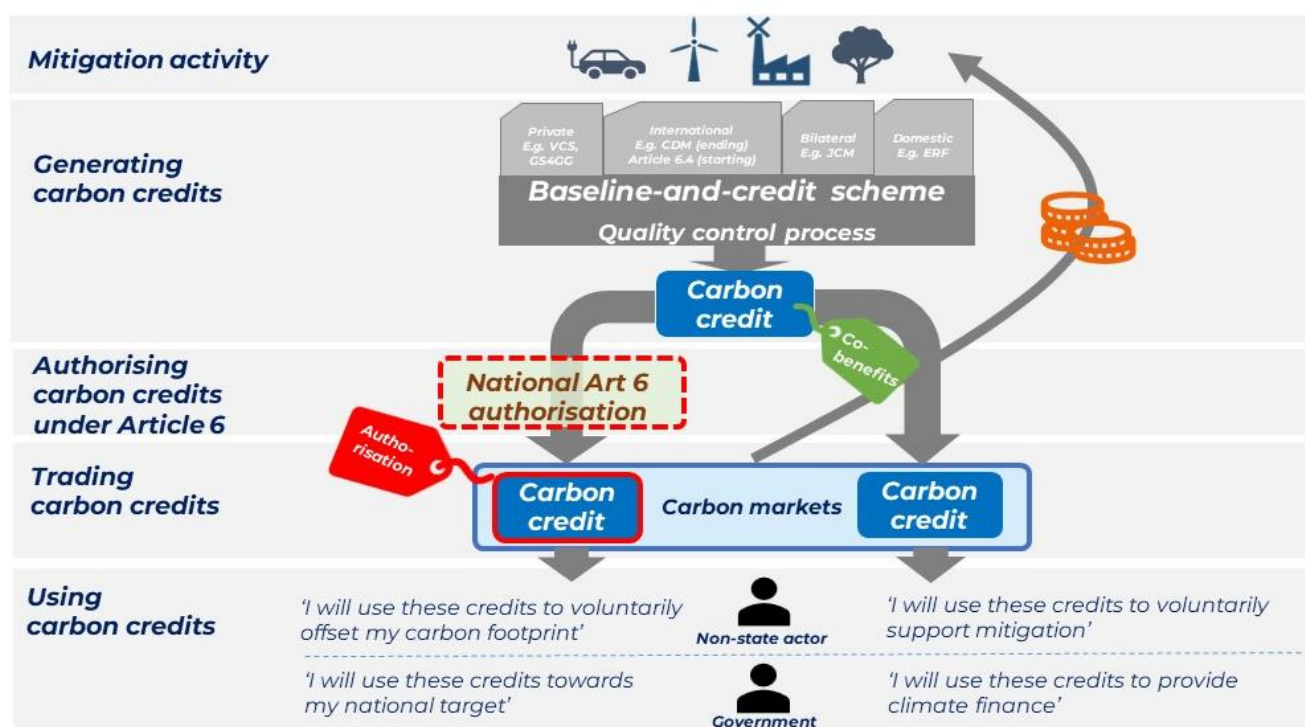 Mitigation activity
Generating
carbon credits
Private
E.g. VCS,
GS4GG
International
E.g. CDM (ending)
Article 6.4 (starting)
Bilateral
E.g. JCM
Domestic
E.g. ERF
Baseline-and-credit scheme
Quality control process
Carbon
credit
Co-
benefits
Authorising
carbon credits
under Article 6
National Art 6
authorisation
Autho-
risation
Trading
carbon credits
Carbon
credit
Carbon markets
Carbon
credit
Using
carbon credits
‘I will use these credits to voluntarily
offset my carbon footprint’
Non-state actor
‘I will use these credits to voluntarily
support mitigation’
‘I will use these credits towards
my national target’
Government
‘I will use these credits to provide
climate finance’